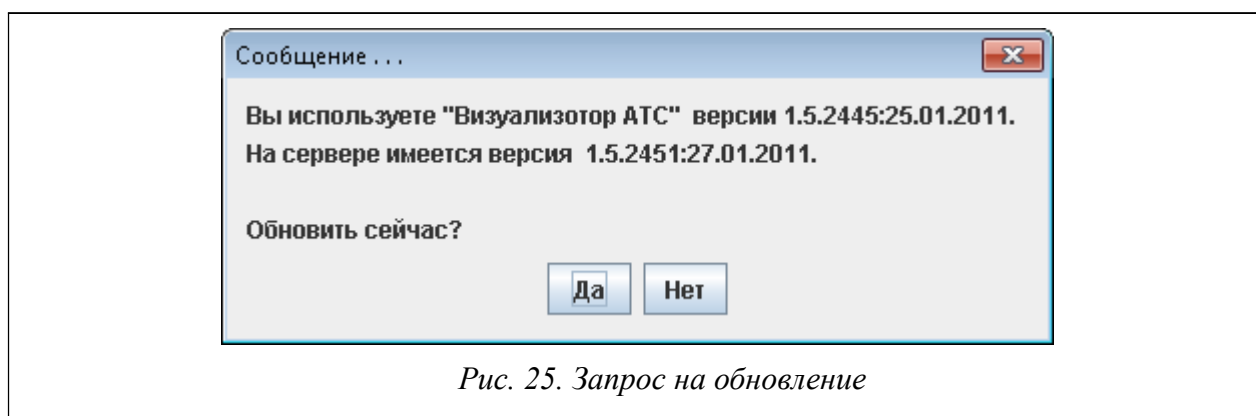 Сообщение . . .
Вы используете "Визуализотор АТС" версии 1.5.2445:25.01.2011.
На сервере имеется версия 1.5.2451:27.01.2011.
Обновить сейчас?
Да Нет
Рис. 25. Запрос на обновление